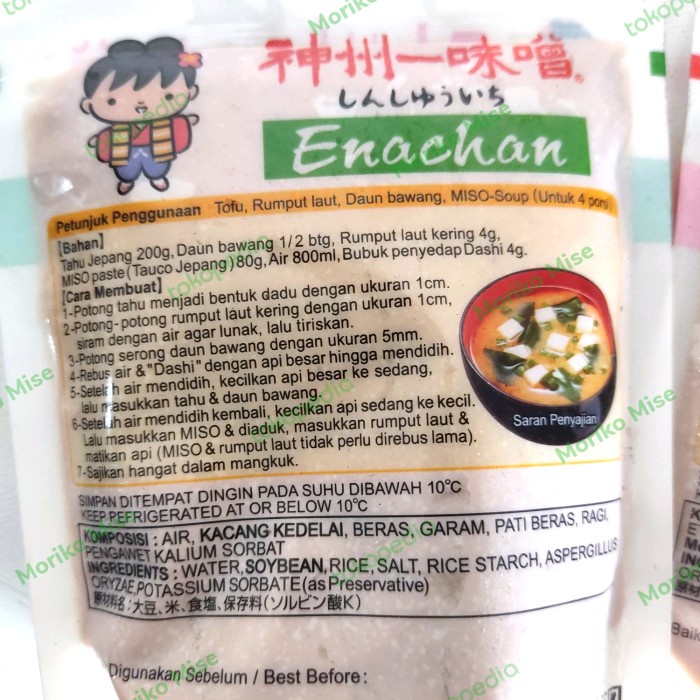 神州一味噌®
しんしゅういち
Enachan
Petunjuk Penggunaan Tofu, Rumput laut, Daun bawang, MISO-Soup (Untuk 4 porsi)
【Bahan】
Tahu Jepang 200g, Daun bawang 1/2 btg, Rumput laut kering 4g,
MISO paste (Tauco Jepang) 80g, Air 800ml, Bubuk penyedap Dashi 4g.
【Cara Membuat】
1-Potong tahu menjadi bentuk dadu dengan ukuran 1cm.
2-Potong-potong rumput laut kering dengan ukuran 1cm,
siram dengan air agar lunak, lalu tiriskan.
3-Potong serong daun bawang dengan ukuran 5mm.
4-Rebus air & "Dashi" dengan api besar hingga mendidih.
5-Setelah air mendidih, kecilkan api besar ke sedang,
lalu masukkan tahu & daun bawang.
6-Setelah air mendidih kembali, kecilkan api sedang ke kecil.
Lalu masukkan MISO & diaduk, masukkan rumput laut &
matikan api (MISO & rumput laut tidak perlu direbus lama).
7-Sajikan hangat dalam mangkuk.
Saran Penyajian
SIMPAN DITEMPAT DINGIN PADA SUHU DIBAWAH 10℃
KEEP REFRIGERATED AT OR BELOW 10℃
KOMPOSISI : AIR, KACANG KEDELAI, BERAS, GARAM, PATI BERAS, RAGI,
PENGAWET KALIUM SORBAT
INGREDIENTS : WATER, SOYBEAN, RICE, SALT, RICE STARCH, ASPERGILLUS
ORYZAE, POTASSIUM SORBATE (as Preservative)
原材料名：大豆、米、食塩、保存料(ソルビン酸K)
Digunakan Sebelum / Best Before :
Baik
tokopedia
Moriko Mise